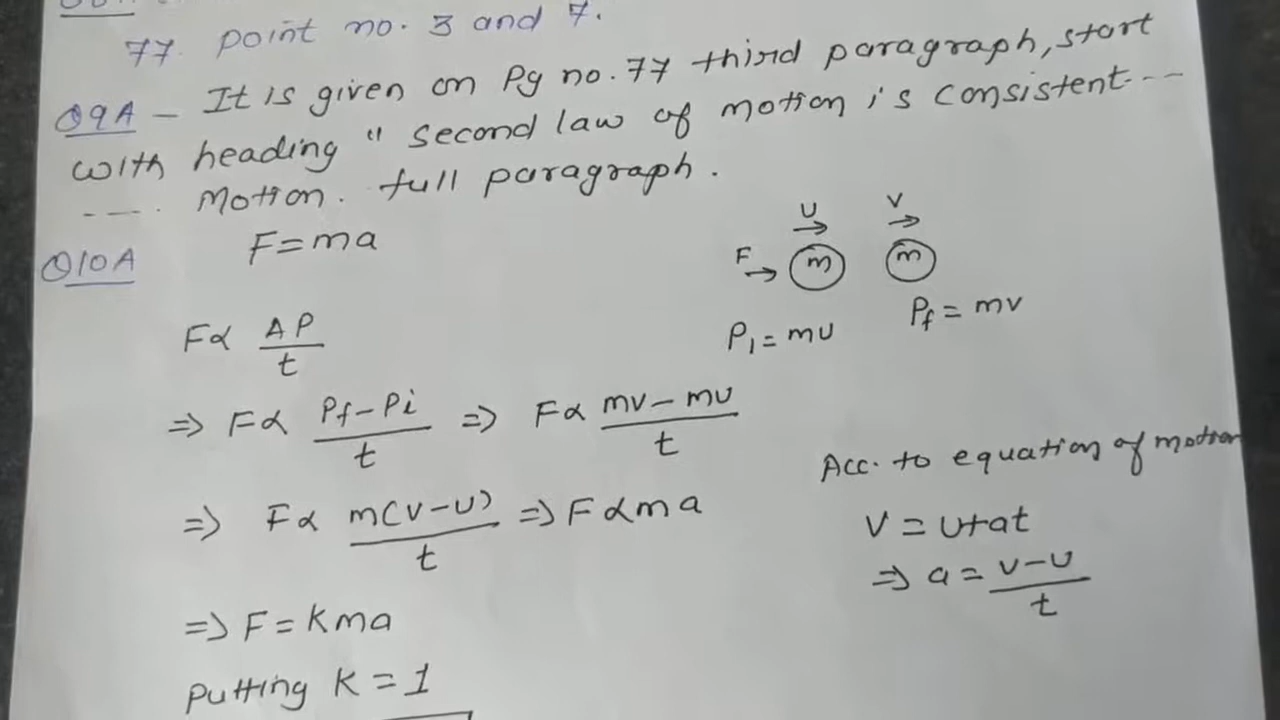 77. point no. 3 and 7.
Q9A - It is given on Pg no. 77 third paragraph, start
with heading " second law of motion is consistent ---
---- Motion. full paragraph.
Q10A F=ma
U V
F m m
P₁ = mU Pf = mv
F∝ ΔP/t
=> F∝ Pf-Pi/t => F∝ mv-mu/t
Acc. to equation of motion
=> F∝ m(v-u)/t => F∝ma
V = U+at
=> a = v-u/t
=> F = Kma
Putting K = 1